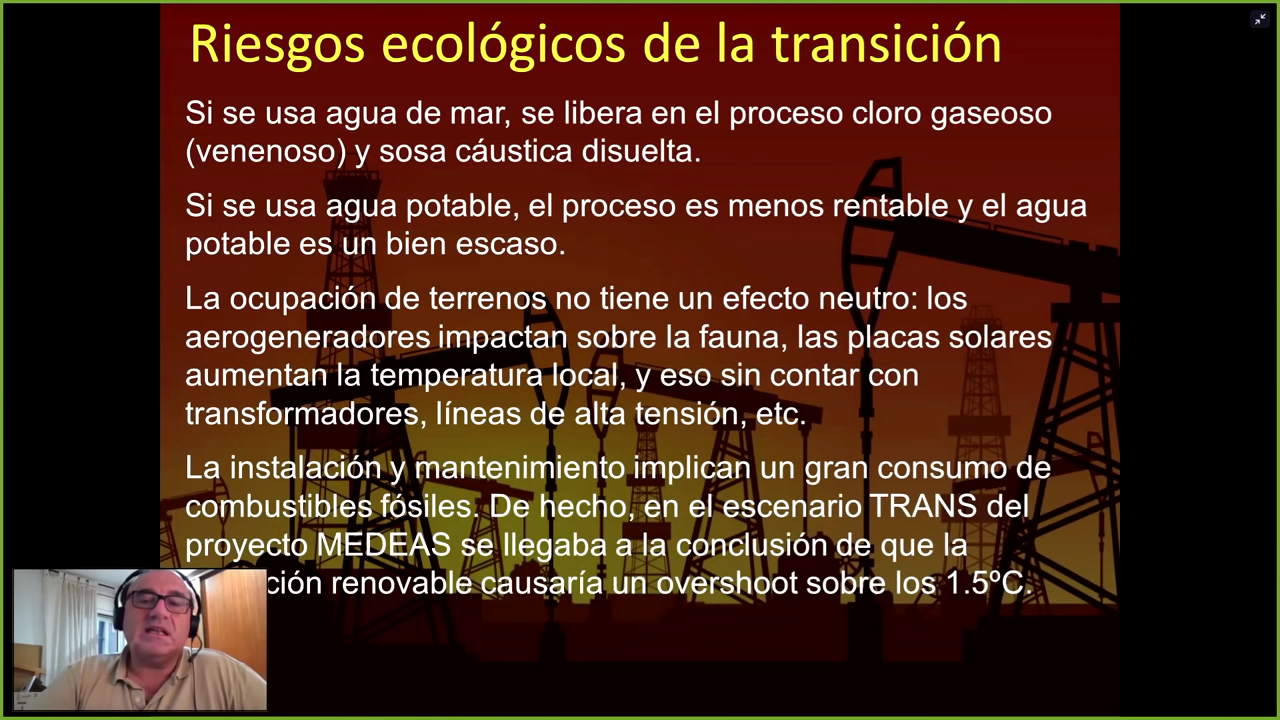 Riesgos ecológicos de la transición
Si se usa agua de mar, se libera en el proceso cloro gaseoso
(venenoso) y sosa cáustica disuelta.
Si se usa agua potable, el proceso es menos rentable y el agua
potable es un bien escaso.
La ocupación de terrenos no tiene un efecto neutro: los
aerogeneradores impactan sobre la fauna, las placas solares
aumentan la temperatura local, y eso sin contar con
transformadores, líneas de alta tensión, etc.
La instalación y mantenimiento implican un gran consumo de
combustibles fósiles. De hecho, en el escenario TRANS del
proyecto MEDEAS se llegaba a la conclusión de que la
renovable causaría un overshoot sobre los 1.5ºC.